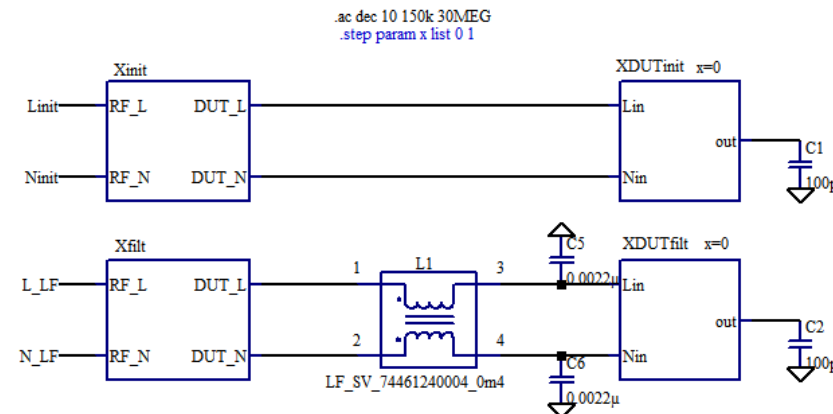 .ac dec 10 150k 30MEG
.step param x list 0 1
Xinit
XDUTinit x=0
Linit RF_L DUT_L Lin
out C1
Ninit RF_N DUT_N Nin
100p
Xfilt C5 XDUTfilt x=0
L1
L_LF RF_L DUT_L 1 3 0.0022µ Lin
out C2
N_LF RF_N DUT_N 2 4 Nin
C6 100p
LF_SV_74461240004_0m4
0.0022µ